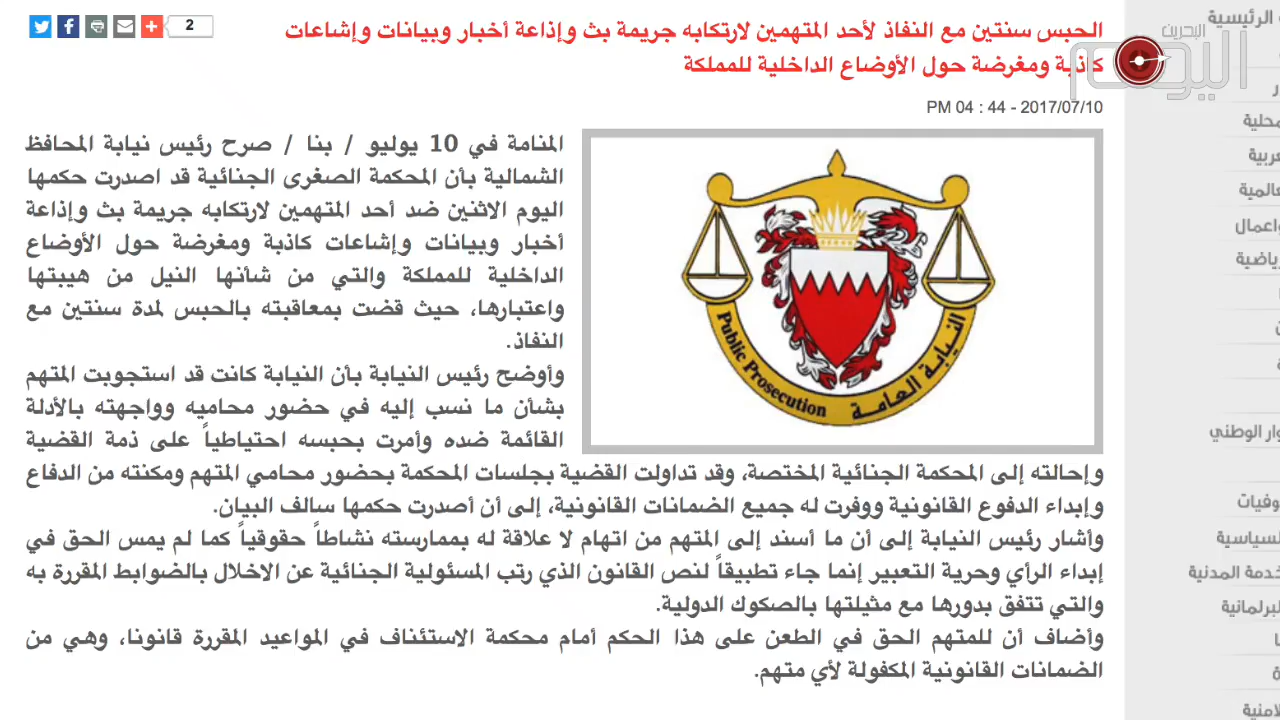 2
الحبس سنتين مع النفاذ لأحد المتهمين لارتكابه جريمة بث وإذاعة أخبار وبيانات وإشاعات
كاذبة ومغرضة حول الأوضاع الداخلية للمملكة
البحرين
اليوم
2017/07/10 - 04 : 44 PM
المنامة في 10 يوليو / بنا / صرح رئيس نيابة المحافظ
الشمالية بأن المحكمة الصغرى الجنائية قد اصدرت حكمها
اليوم الاثنين ضد أحد المتهمين لارتكابه جريمة بث وإذاعة
أخبار وبيانات وإشاعات كاذبة ومغرضة حول الأوضاع
الداخلية للمملكة والتي من شأنها النيل من هيبتها
واعتبارها، حيث قضت بمعاقبته بالحبس لمدة سنتين مع
النفاذ.
Public Prosecution
النيابة العامة
وأوضح رئيس النيابة بأن النيابة كانت قد استجوبت المتهم
بشأن ما نسب إليه في حضور محاميه وواجهته بالأدلة
القائمة ضده وأمرت بحبسه احتياطياً على ذمة القضية
وإحالته إلى المحكمة الجنائية المختصة، وقد تداولت القضية بجلسات المحكمة بحضور محامي المتهم ومكنته من الدفاع
وإبداء الدفوع القانونية ووفرت له جميع الضمانات القانونية، إلى أن أصدرت حكمها سالف البيان.
وأشار رئيس النيابة إلى أن ما أسند إلى المتهم من اتهام لا علاقة له بممارسته نشاطاً حقوقياً كما لم يمس الحق في
إبداء الرأي وحرية التعبير إنما جاء تطبيقاً لنص القانون الذي رتب المسئولية الجنائية عن الاخلال بالضوابط المقررة به
والتي تتفق بدورها مع مثيلتها بالصكوك الدولية.
وأضاف أن للمتهم الحق في الطعن على هذا الحكم أمام محكمة الاستئناف في المواعيد المقررة قانونا، وهي من
الضمانات القانونية المكفولة لأي متهم.
الرئيسية